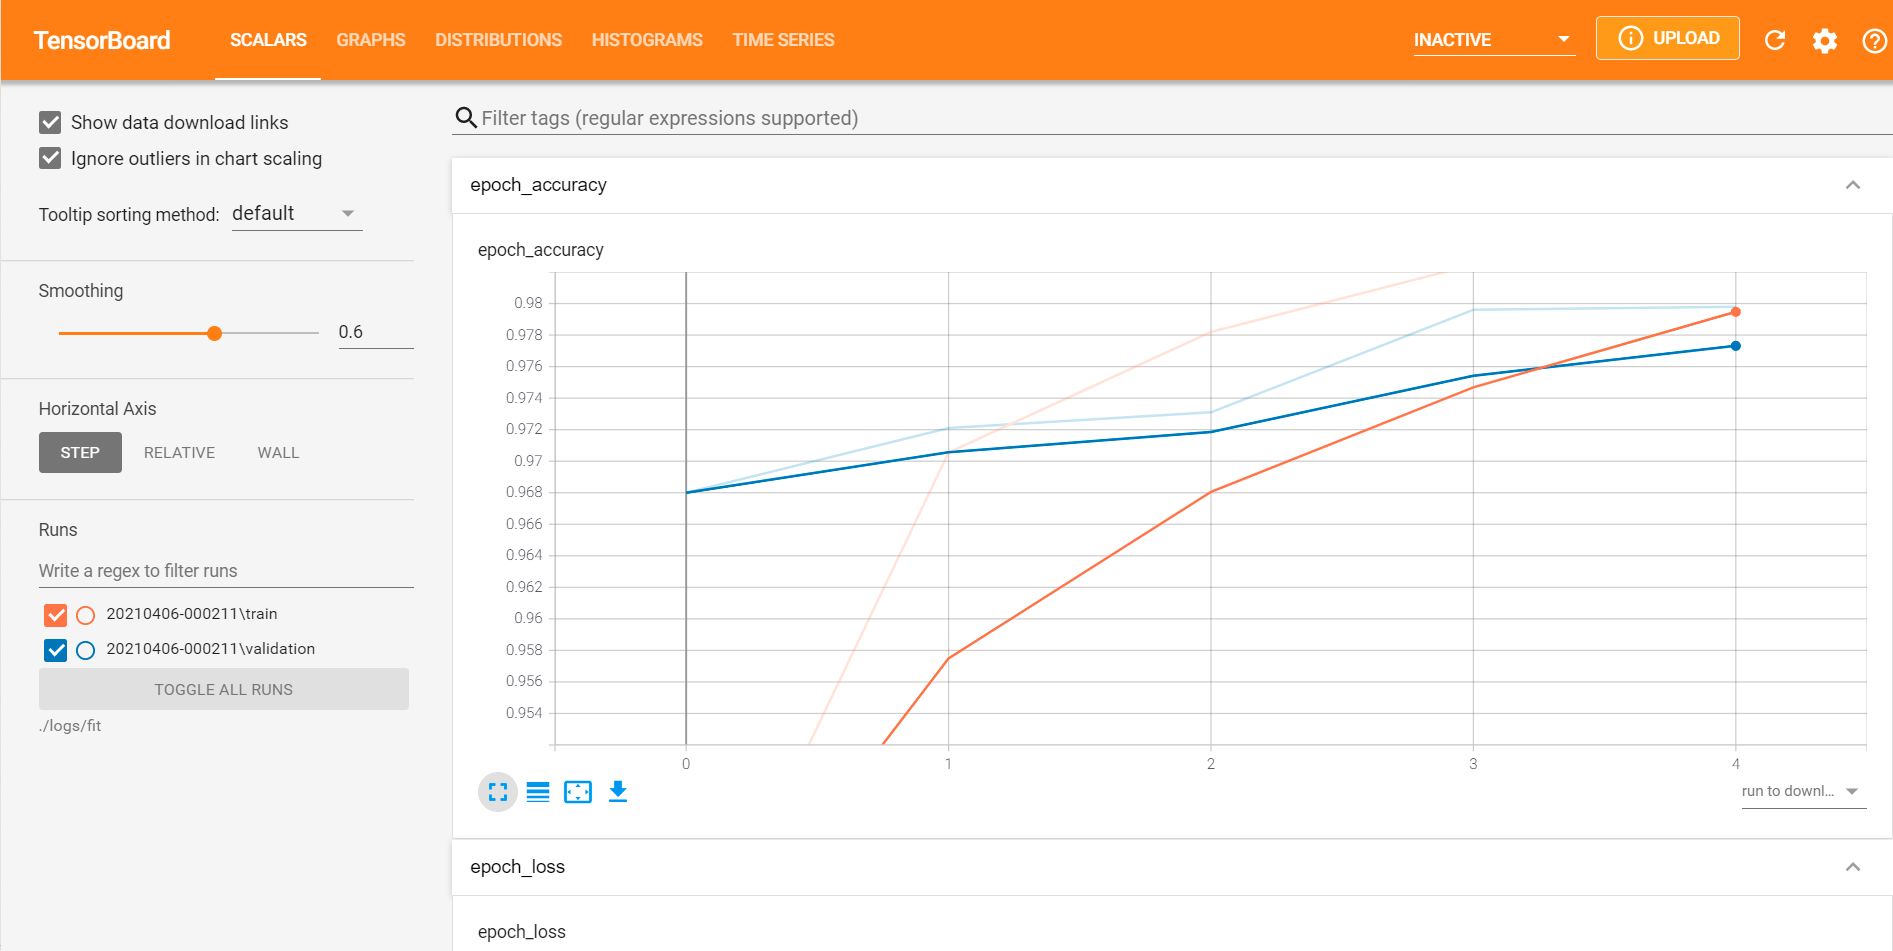 TensorBoard
SCALARS
GRAPHS
DISTRIBUTIONS
HISTOGRAMS
TIME SERIES
INACTIVE
UPLOAD
Show data download links
Ignore outliers in chart scaling
Tooltip sorting method: default
Smoothing
0.6
Horizontal Axis
STEP
RELATIVE
WALL
Runs
Write a regex to filter runs
20210406-000211\train
20210406-000211\validation
TOGGLE ALL RUNS
./logs/fit
Filter tags (regular expressions supported)
epoch_accuracy
epoch_accuracy
0.98
0.978
0.976
0.974
0.972
0.97
0.968
0.966
0.964
0.962
0.96
0.958
0.956
0.954
0
1
2
3
4
run to downl...
epoch_loss
epoch_loss